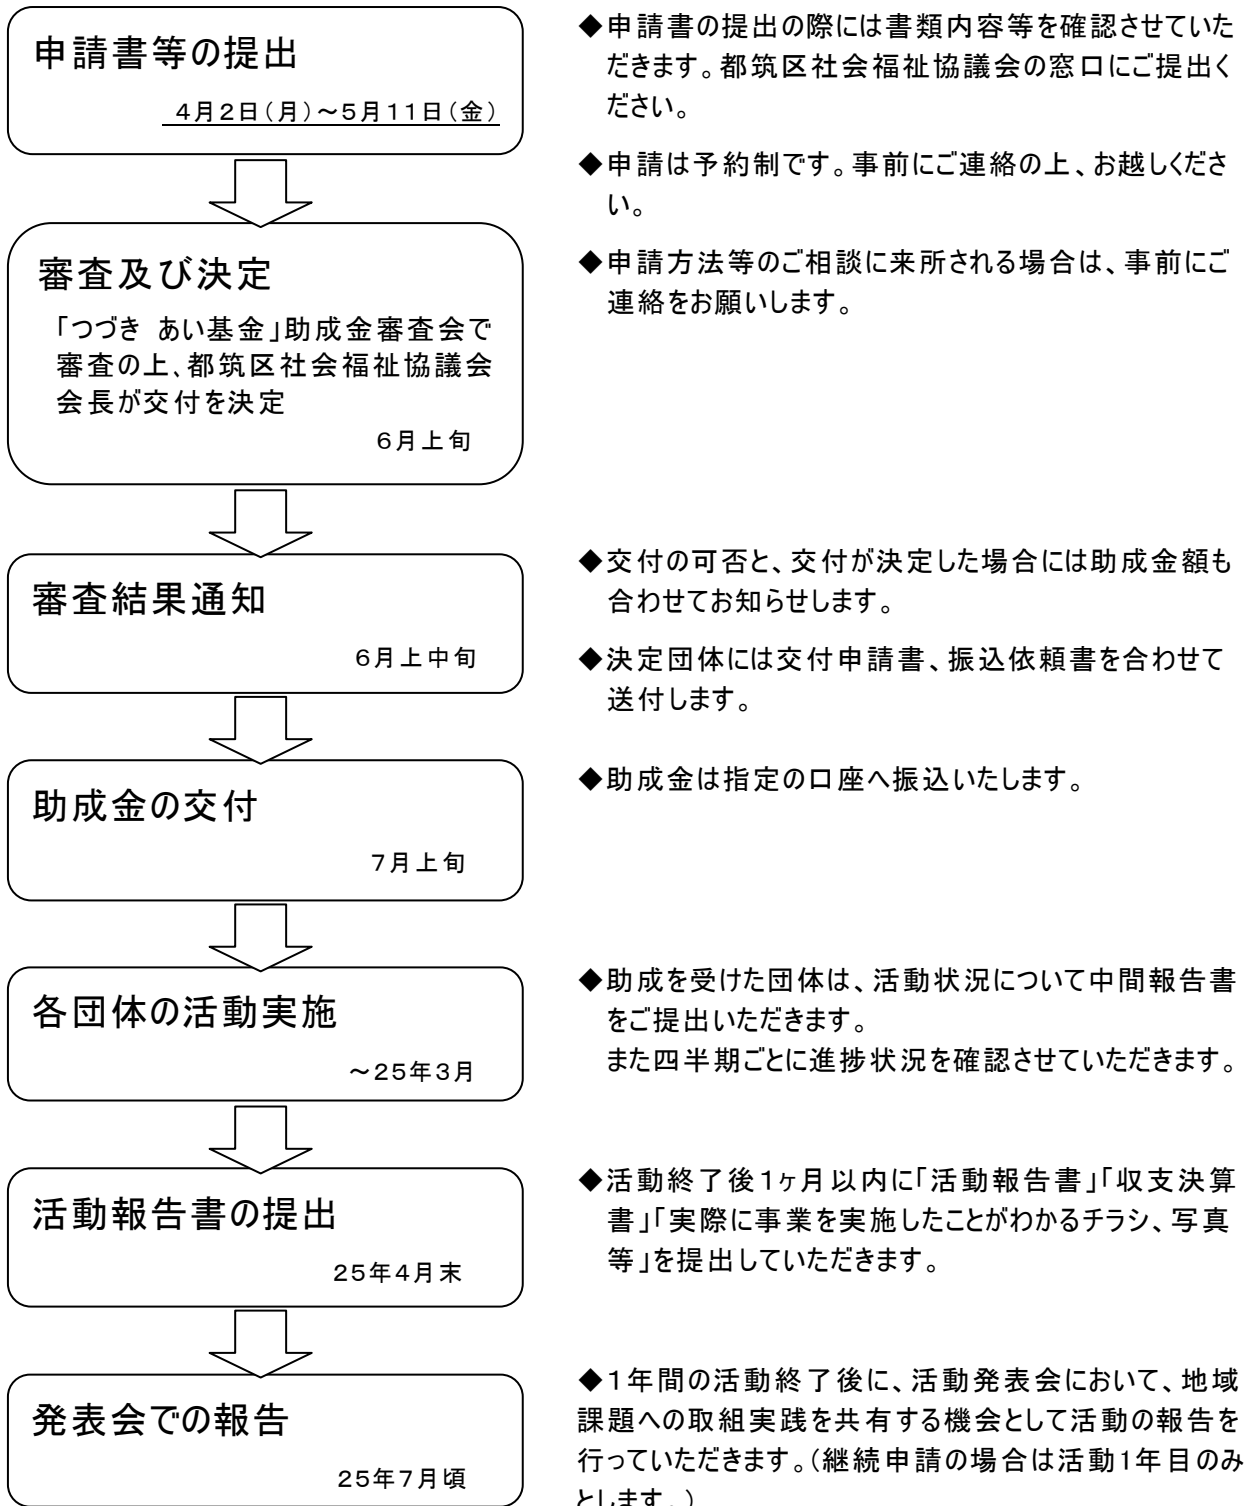 申請書等の提出
4月2日(月)～5月11日(金)
◆申請書の提出の際には書類内容等を確認させていた
だきます。都筑区社会福祉協議会の窓口にご提出く
ださい。
◆申請は予約制です。事前にご連絡の上、お越しくださ
い。
◆申請方法等のご相談に来所される場合は、事前にご
連絡をお願いします。
審査及び決定
「つづき あい基金」助成金審査会で
審査の上、都筑区社会福祉協議会
会長が交付を決定
6月上旬
審査結果通知
6月上中旬
◆交付の可否と、交付が決定した場合には助成金額も
合わせてお知らせします。
◆決定団体には交付申請書、振込依頼書を合わせて
送付します。
助成金の交付
7月上旬
◆助成金は指定の口座へ振込いたします。
各団体の活動実施
～25年3月
◆助成を受けた団体は、活動状況について中間報告書
をご提出いただきます。
また四半期ごとに進捗状況を確認させていただきます。
活動報告書の提出
25年4月末
◆活動終了後1ヶ月以内に「活動報告書」「収支決算
書」「実際に事業を実施したことがわかるチラシ、写真
等」を提出していただきます。
発表会での報告
25年7月頃
◆1年間の活動終了後に、活動発表会において、地域
課題への取組実践を共有する機会として活動の報告を
行っていただきます。(継続申請の場合は活動1年目のみ
とします。)